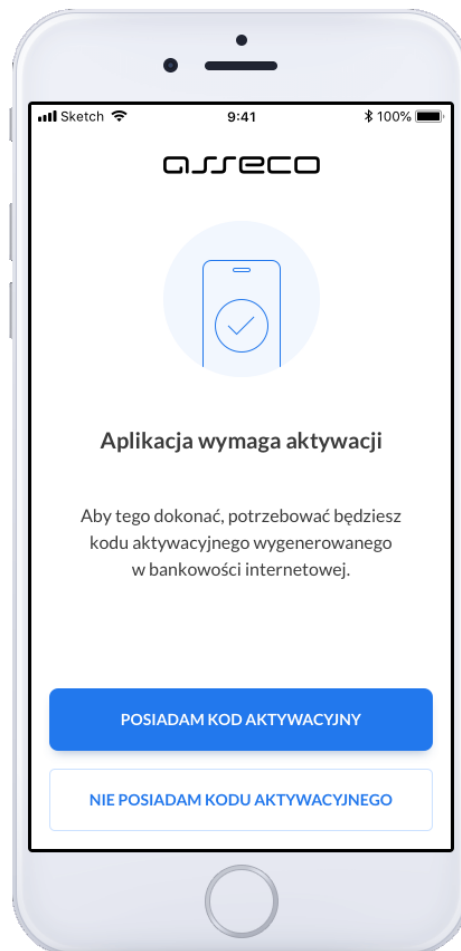 Sketch 9:41 100%
asseco
Aplikacja wymaga aktywacji
Aby tego dokonać, potrzebować będziesz
kodu aktywacyjnego wygenerowanego
w bankowości internetowej.
POSIADAM KOD AKTYWACYJNY
NIE POSIADAM KODU AKTYWACYJNEGO